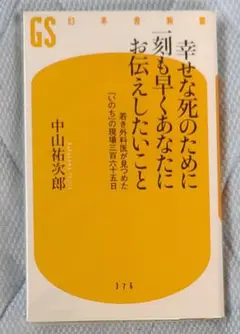 GS
幻冬舎新書
幸せな死のために
一刻も早くあなたに
お伝えしたいこと
若き外科医が見つめた
「いのち」の現場三百六十五日
中山祐次郎
376